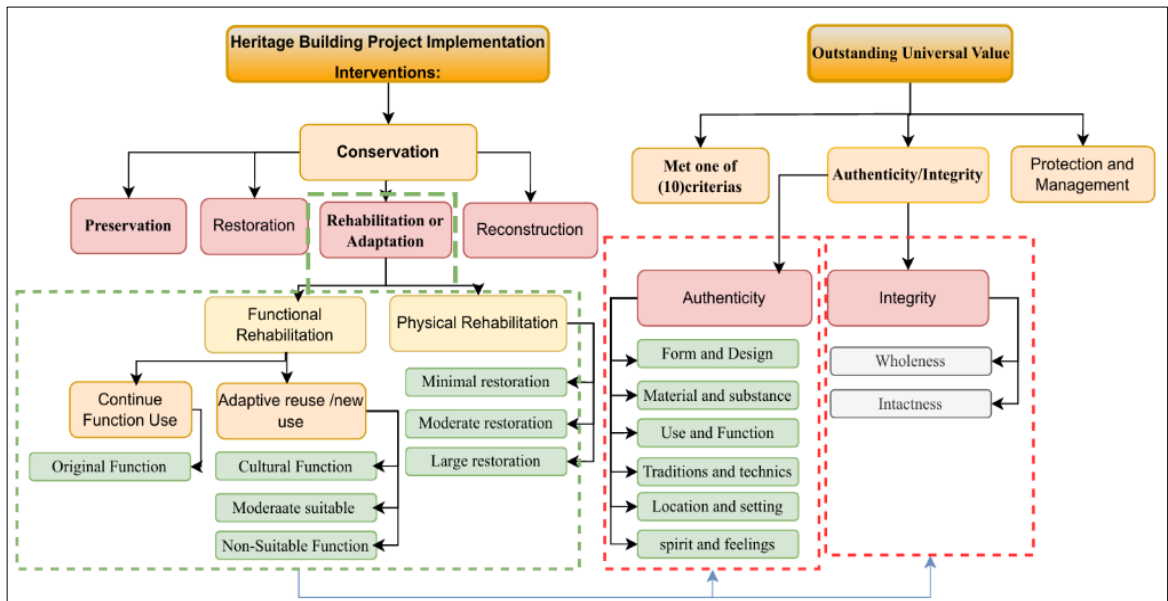 Heritage Building Project Implementation
Interventions:
Outstanding Universal Value
Conservation
Met one of
(10)criterias
Authenticity/Integrity
Protection and
Management
Preservation
Restoration
Rehabilitation or
Adaptation
Reconstruction
Authenticity
Integrity
Functional
Rehabilitation
Physical Rehabilitation
Form and Design
Wholeness
Continue
Function Use
Adaptive reuse /new
use
Minimal restoration
Material and substance
Intactness
Moderate restoration
Use and Function
Original Function
Cultural Function
Large restoration
Traditions and technics
Moderaate suitable
Location and setting
Non-Suitable Function
spirit and feelings